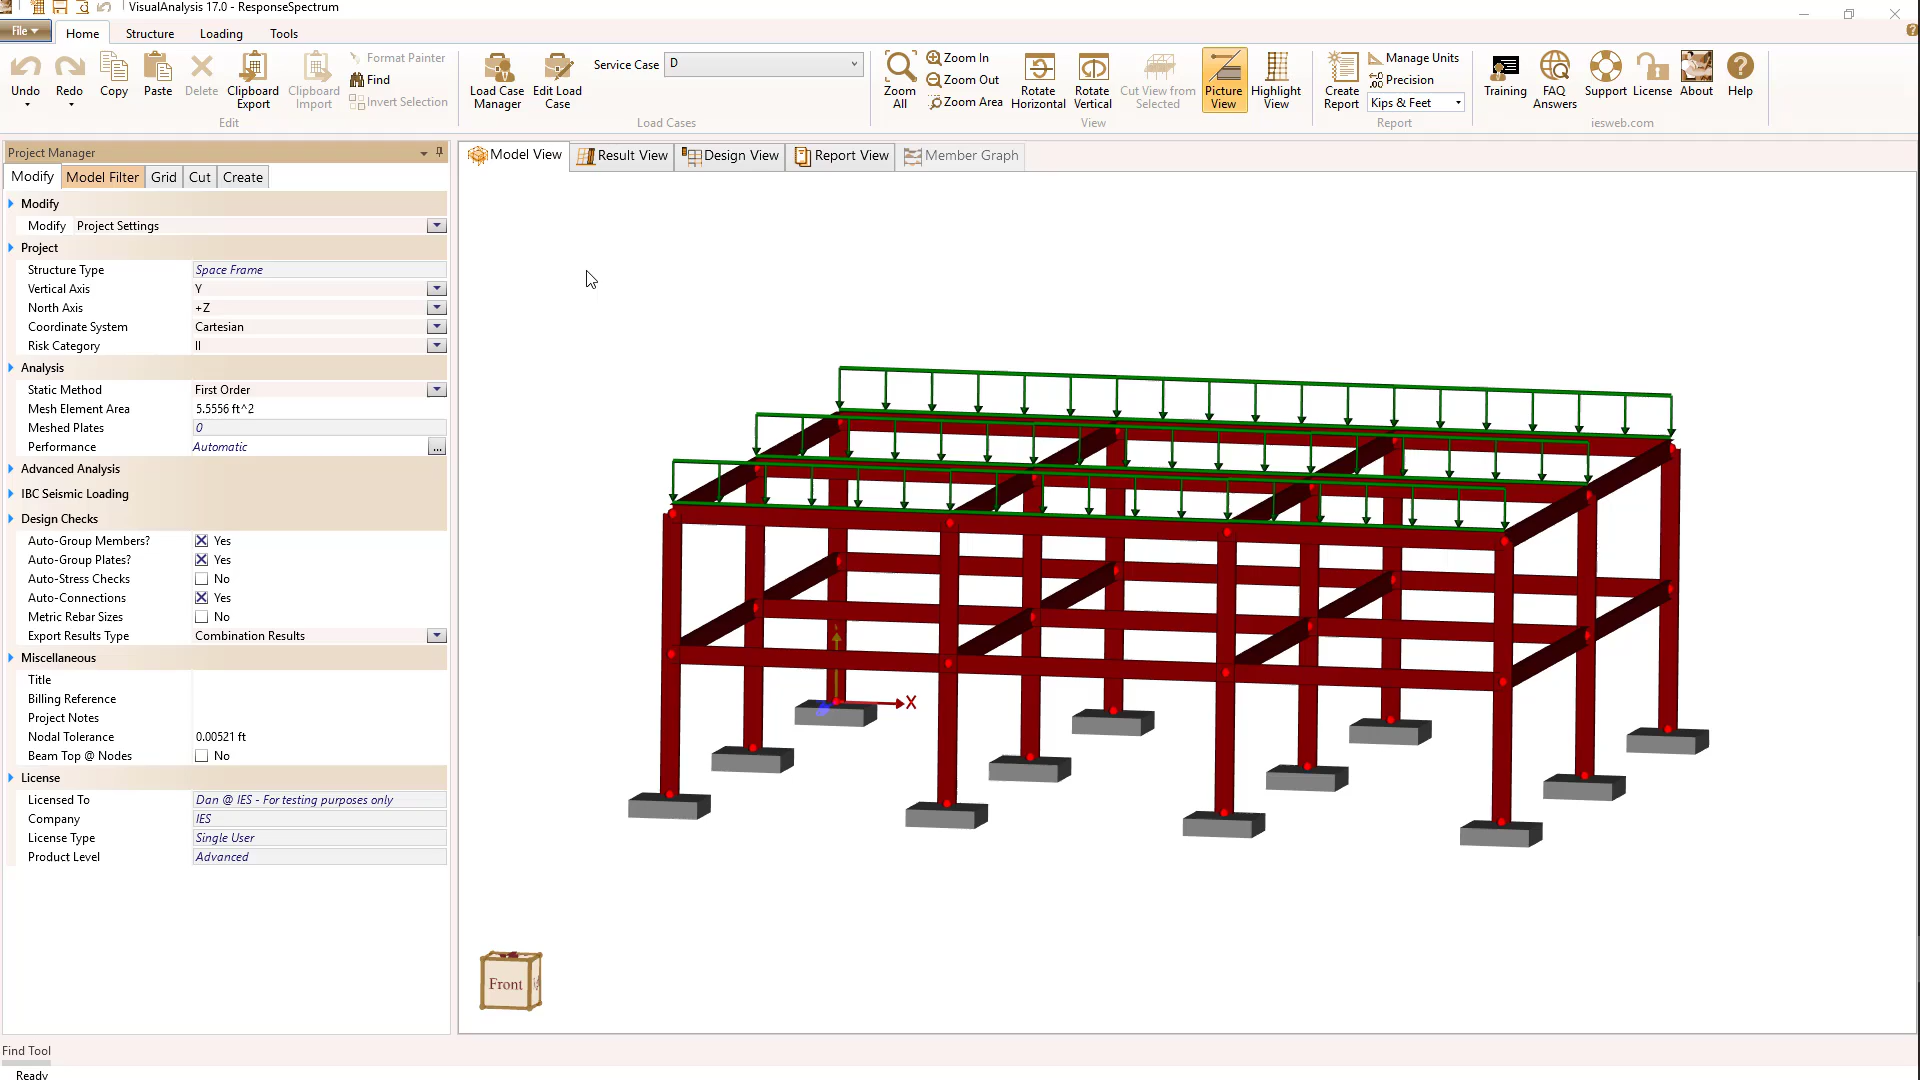 VisualAnalysis 17.0 - ResponseSpectrum
File
Home
Structure
Loading
Tools
Undo
Redo
Copy
Paste
Delete
Clipboard
Export
Clipboard
Import
Format Painter
Find
Invert Selection
Edit
Load Case
Manager
Edit Load
Case
Service Case D
Load Cases
Zoom
All
Zoom In
Zoom Out
Zoom Area
Rotate
Horizontal
Rotate
Vertical
Cut View from
Selected
Picture
View
Highlight
View
View
Create
Report
Manage Units
.00 Precision
Kips & Feet
Report
Training
FAQ
Answers
Support
License
About
Help
iesweb.com
Project Manager
Modify
Model Filter
Grid
Cut
Create
Model View
Result View
Design View
Report View
Member Graph
Modify
Modify Project Settings
Project
Structure Type Space Frame
Vertical Axis Y
North Axis +Z
Coordinate System Cartesian
Risk Category II
Analysis
Static Method First Order
Mesh Element Area 5.5556 ft^2
Meshed Plates 0
Performance Automatic ...
Advanced Analysis
IBC Seismic Loading
Design Checks
Auto-Group Members? Yes
Auto-Group Plates? Yes
Auto-Stress Checks No
Auto-Connections Yes
Metric Rebar Sizes No
Export Results Type Combination Results
Miscellaneous
Title
Billing Reference
Project Notes
Nodal Tolerance 0.00521 ft
Beam Top @ Nodes No
License
Licensed To Dan @ IES - For testing purposes only
Company IES
License Type Single User
Product Level Advanced
X
Front
Find Tool
Ready